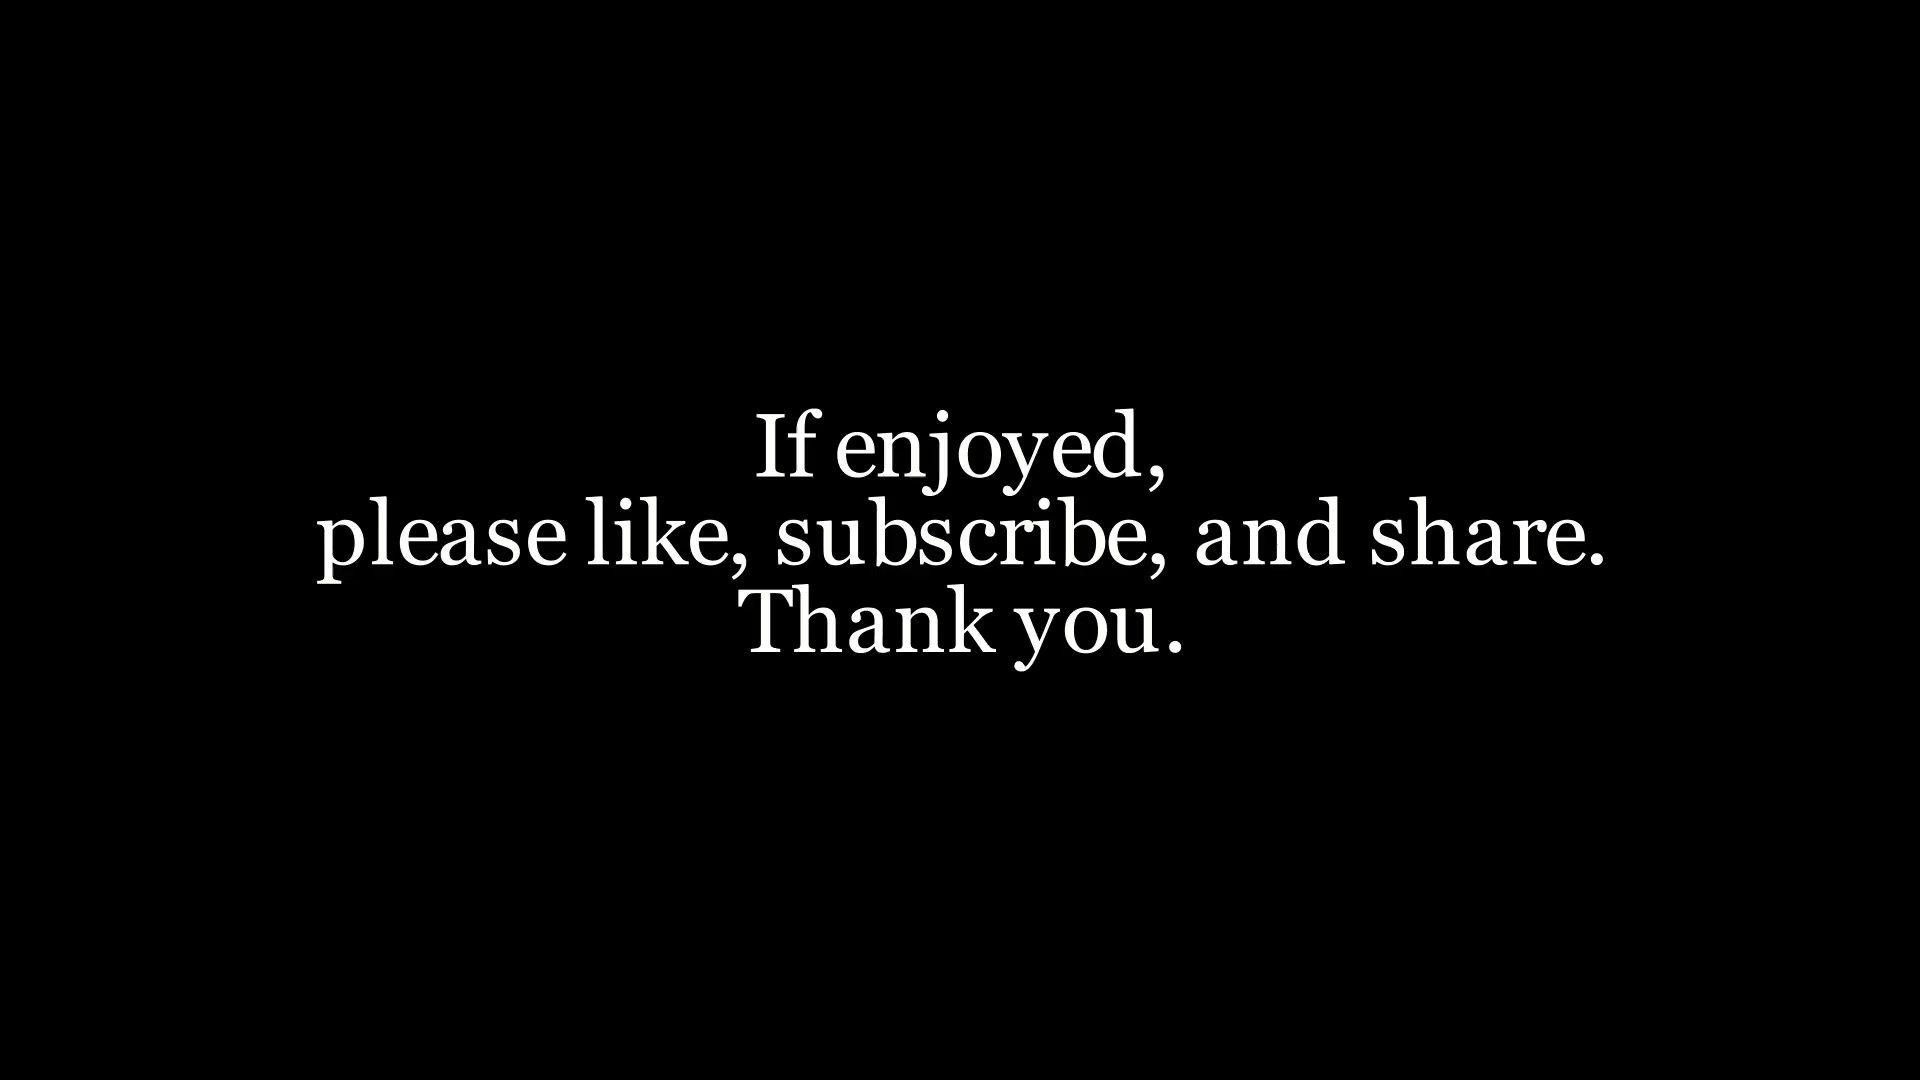 If enjoyed,
please like, subscribe, and share.
Thank you.